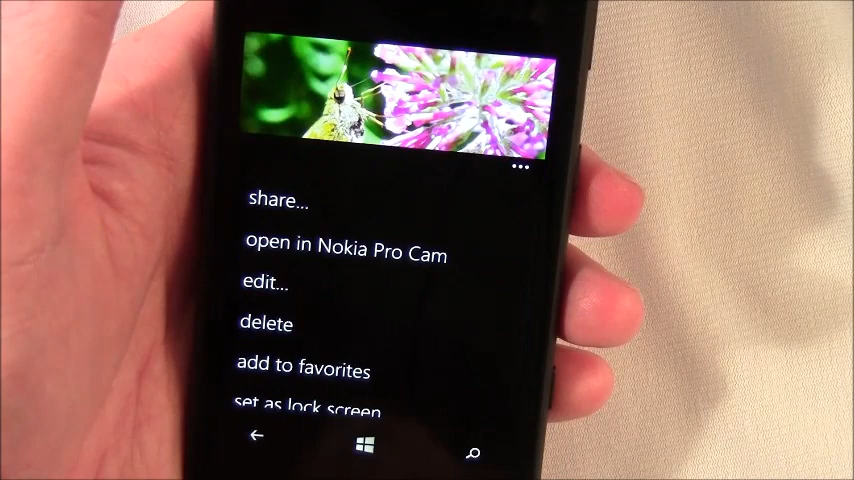 share...
open in Nokia Pro Cam
edit...
delete
add to favorites
set as lock screen